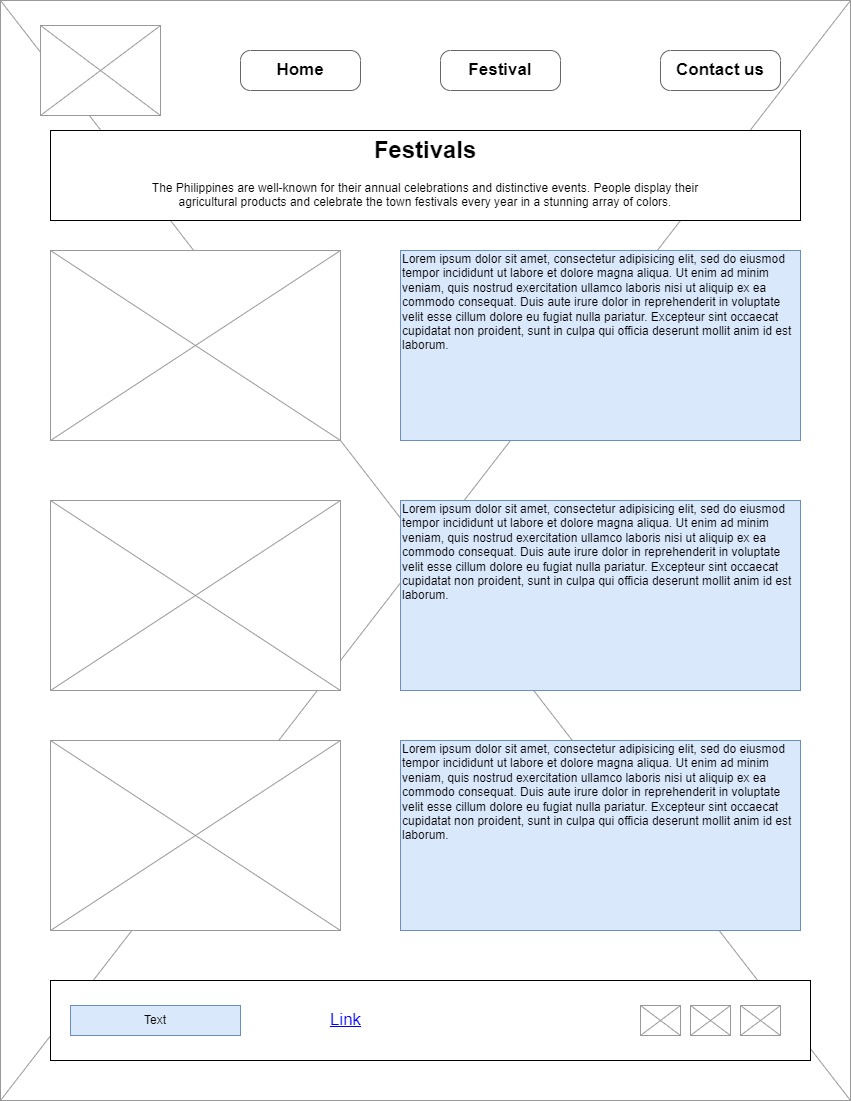 Home
Festival
Contact us
Festivals
The Philippines are well-known for their annual celebrations and distinctive events. People display their
agricultural products and celebrate the town festivals every year in a stunning array of colors.
Lorem ipsum dolor sit amet, consectetur adipisicing elit, sed do eiusmod
tempor incididunt ut labore et dolore magna aliqua. Ut enim ad minim
veniam, quis nostrud exercitation ullamco laboris nisi ut aliquip ex ea
commodo consequat. Duis aute irure dolor in reprehenderit in voluptate
velit esse cillum dolore eu fugiat nulla pariatur. Excepteur sint occaecat
cupidatat non proident, sunt in culpa qui officia deserunt mollit anim id est
laborum.
Lorem ipsum dolor sit amet, consectetur adipisicing elit, sed do eiusmod
tempor incididunt ut labore et dolore magna aliqua. Ut enim ad minim
veniam, quis nostrud exercitation ullamco laboris nisi ut aliquip ex ea
commodo consequat. Duis aute irure dolor in reprehenderit in voluptate
velit esse cillum dolore eu fugiat nulla pariatur. Excepteur sint occaecat
cupidatat non proident, sunt in culpa qui officia deserunt mollit anim id est
laborum.
Lorem ipsum dolor sit amet, consectetur adipisicing elit, sed do eiusmod
tempor incididunt ut labore et dolore magna aliqua. Ut enim ad minim
veniam, quis nostrud exercitation ullamco laboris nisi ut aliquip ex ea
commodo consequat. Duis aute irure dolor in reprehenderit in voluptate
velit esse cillum dolore eu fugiat nulla pariatur. Excepteur sint occaecat
cupidatat non proident, sunt in culpa qui officia deserunt mollit anim id est
laborum.
Text
Link